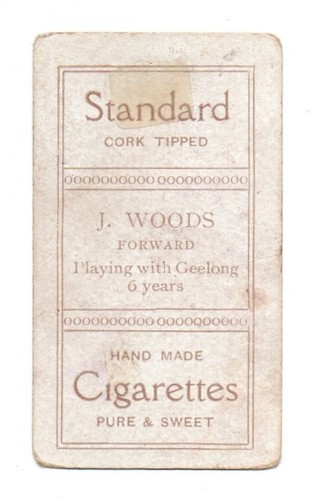 Standard
CORK TIPPED
J. WOODS
FORWARD
Playing with Geelong
6 years
HAND MADE
Cigarettes
PURE & SWEET